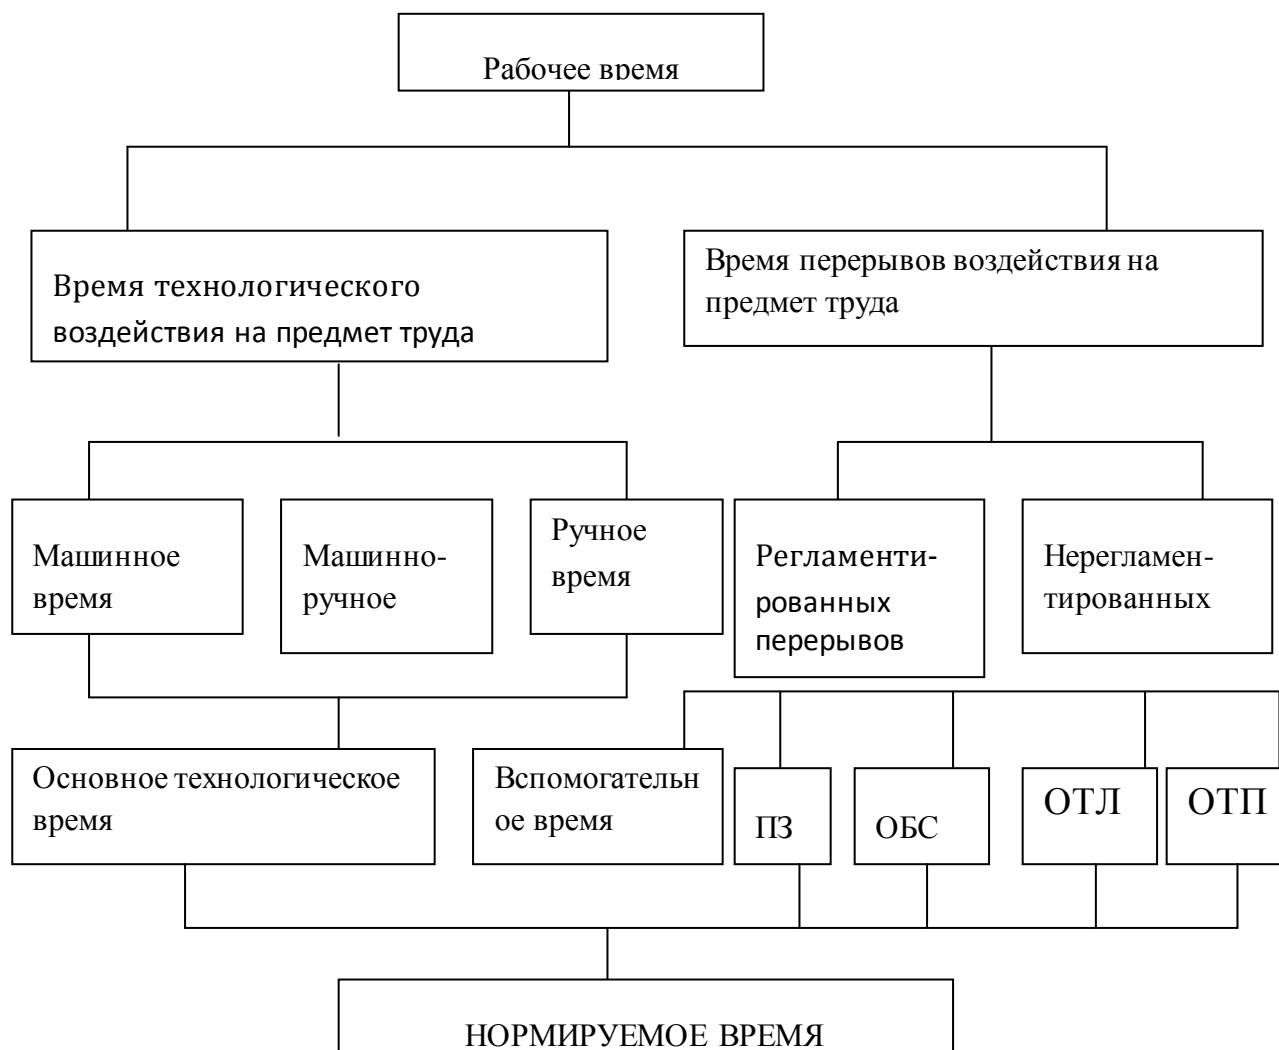 Рабочее время
Время технологического
воздействия на предмет труда
Время перерывов воздействия на
предмет труда
Машинное
время
Машинно-
ручное
Ручное
время
Регламенти-
рованных
перерывов
Нерегламен-
тированных
Основное технологическое
время
Вспомогательн
ое время
ПЗ
ОБС
ОТЛ
ОТП
НОРМИРУЕМОЕ ВРЕМЯ